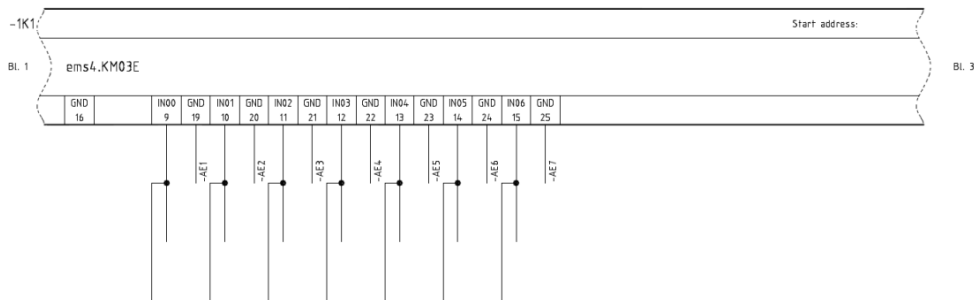 -1K1
Start address:
Bl. 1
ems4.KM03E
Bl. 3
GND IN00 GND IN01 GND IN02 GND IN03 GND IN04 GND IN05 GND IN06 GND
16 9 19 10 20 11 21 12 22 13 23 14 24 15 25
-AE1 -AE2 -AE3 -AE4 -AE5 -AE6 -AE7